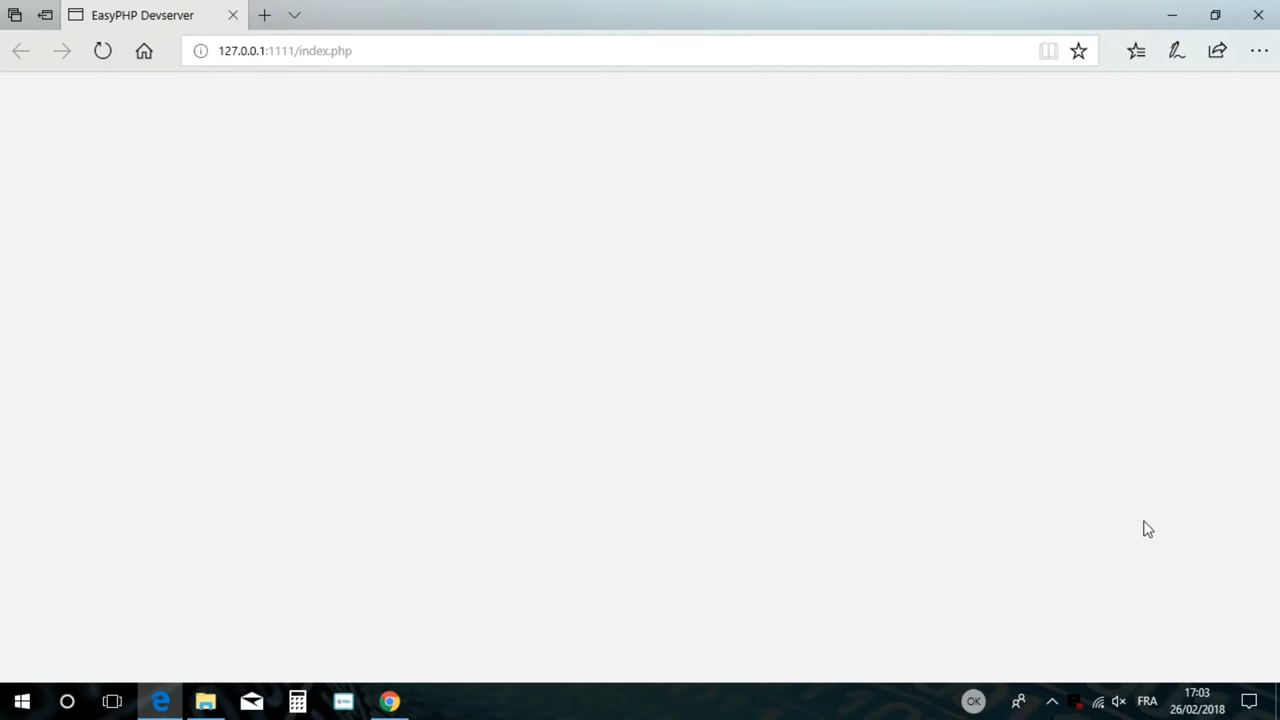 EasyPHP Devserver
127.0.0.1:1111/index.php
OK
FRA
17:03
26/02/2018